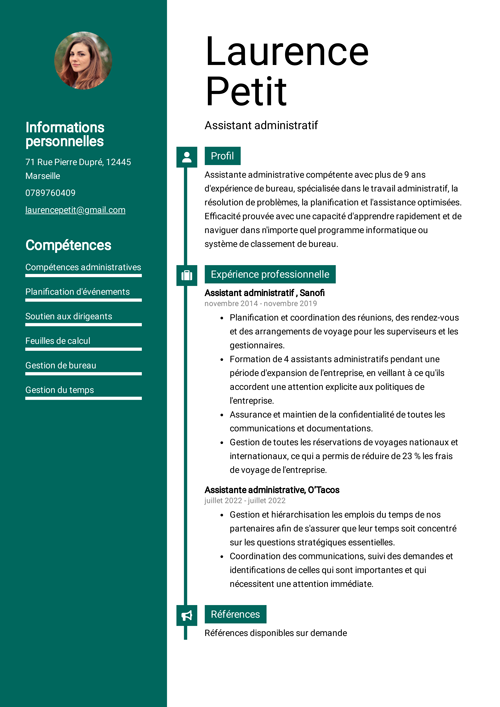 Laurence
Petit
Assistant administratif
Informations
personnelles
71 Rue Pierre Dupré, 12445
Marseille
0789760409
laurencepetit@gmail.com
Compétences
Compétences administratives
Planification d'événements
Soutien aux dirigeants
Feuilles de calcul
Gestion de bureau
Gestion du temps
Profil
Assistante administrative compétente avec plus de 9 ans
d'expérience de bureau, spécialisée dans le travail administratif, la
résolution de problèmes, la planification et l'assistance optimisées.
Efficacité prouvée avec une capacité d'apprendre rapidement et de
naviguer dans n'importe quel programme informatique ou
système de classement de bureau.
Expérience professionnelle
Assistant administratif , Sanofi
novembre 2014 - novembre 2019
• Planification et coordination des réunions, des rendez-vous
et des arrangements de voyage pour les superviseurs et les
gestionnaires.
• Formation de 4 assistants administratifs pendant une
période d'expansion de l'entreprise, en veillant à ce qu'ils
accordent une attention explicite aux politiques de
l'entreprise.
• Assurance et maintien de la confidentialité de toutes les
communications et documentations.
• Gestion de toutes les réservations de voyages nationaux et
internationaux, ce qui a permis de réduire de 23 % les frais
de voyage de l'entreprise.
Assistante administrative, O'Tacos
juillet 2022 - juillet 2022
• Gestion et hiérarchisation les emplois du temps de nos
partenaires afin de s'assurer que leur temps soit concentré
sur les questions stratégiques essentielles.
• Coordination des communications, suivi des demandes et
identifications de celles qui sont importantes et qui
nécessitent une attention immédiate.
Références
Références disponibles sur demande